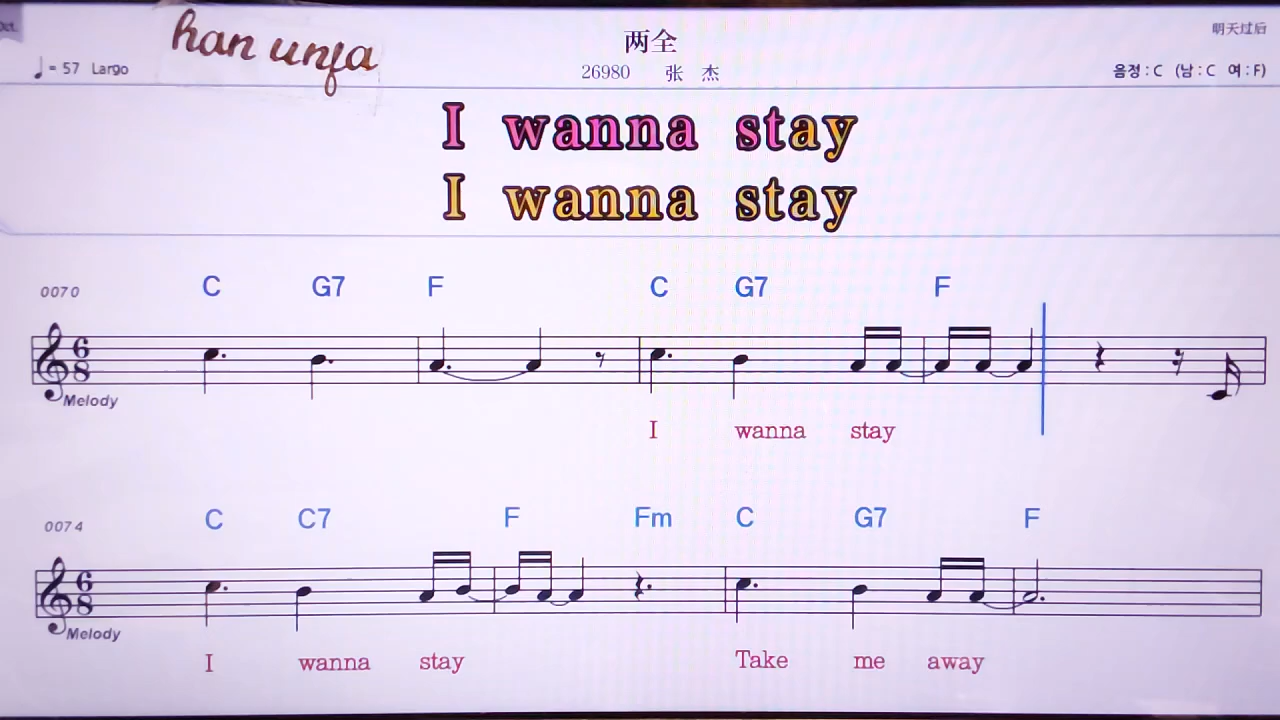 Oct.
han unfa
两全
明天过后
= 57 Largo
26980 张 杰
음정 : C (남 : C 여 : F)
I wanna stay
I wanna stay
C G7 F C G7 F
0070
6 8
Melody
I wanna stay
C C7 F Fm C G7 F
0074
6 8
Melody
I wanna stay Take me away